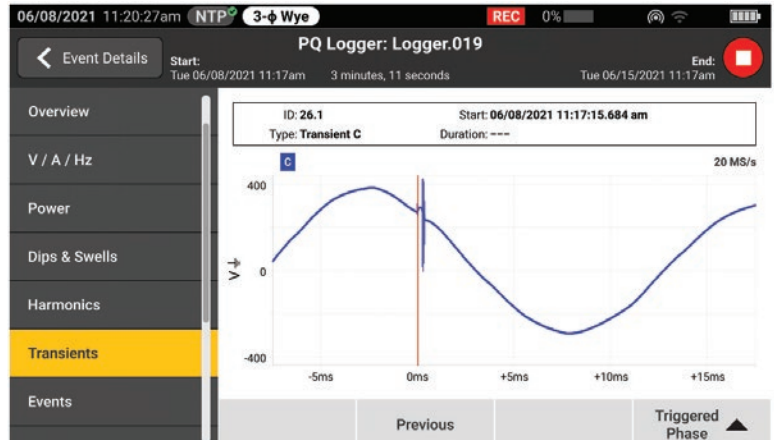 06/08/2021 11:20:27am NTP 3-ϕ Wye REC 0%
Event Details
PQ Logger: Logger.019
Start:
Tue 06/08/2021 11:17am 3 minutes, 11 seconds
End:
Tue 06/15/2021 11:17am
Overview
V / A / Hz
Power
Dips & Swells
Harmonics
Transients
Events
ID: 26.1 Start: 06/08/2021 11:17:15.684 am
Type: Transient C Duration: ---
C
20 MS/s
400
0
-400
V
-5ms 0ms +5ms +10ms +15ms
Previous
Triggered
Phase